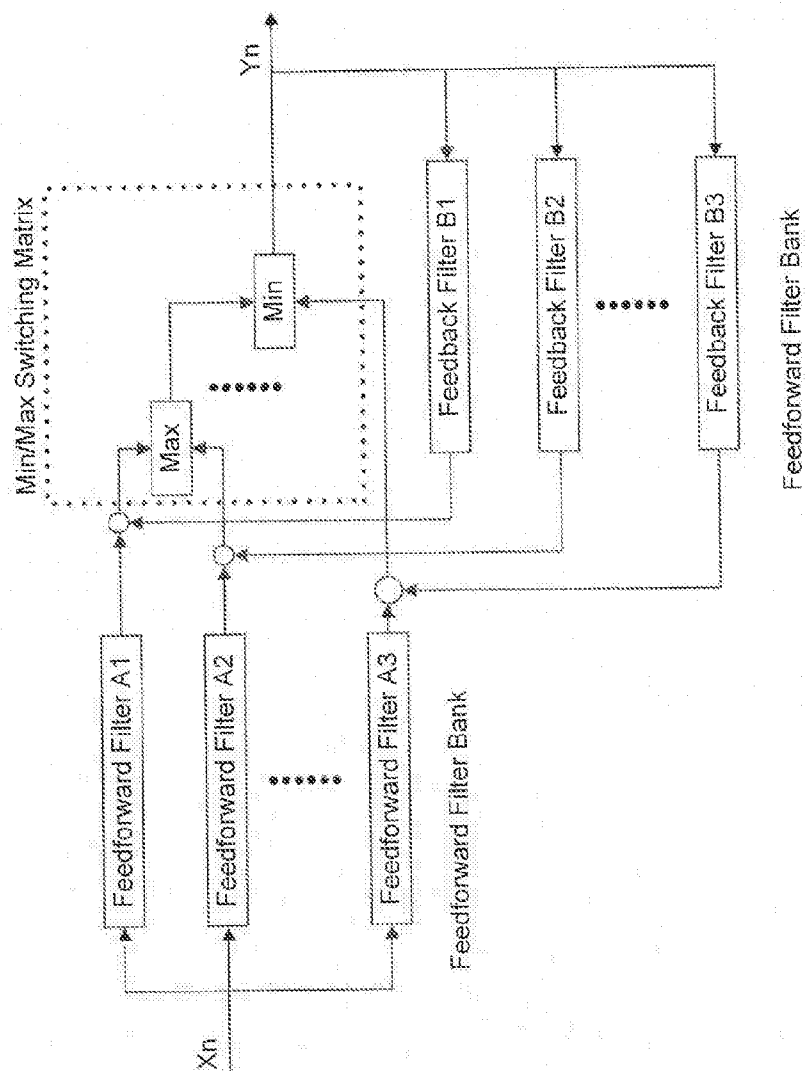 Min/Max Switching Matrix
Xn
Feedforward Filter A1
Max
Yn
Feedforward Filter A2
Min
Feedforward Filter A3
Feedback Filter B1
Feedforward Filter Bank
Feedback Filter B2
Feedback Filter B3
Feedforward Filter Bank